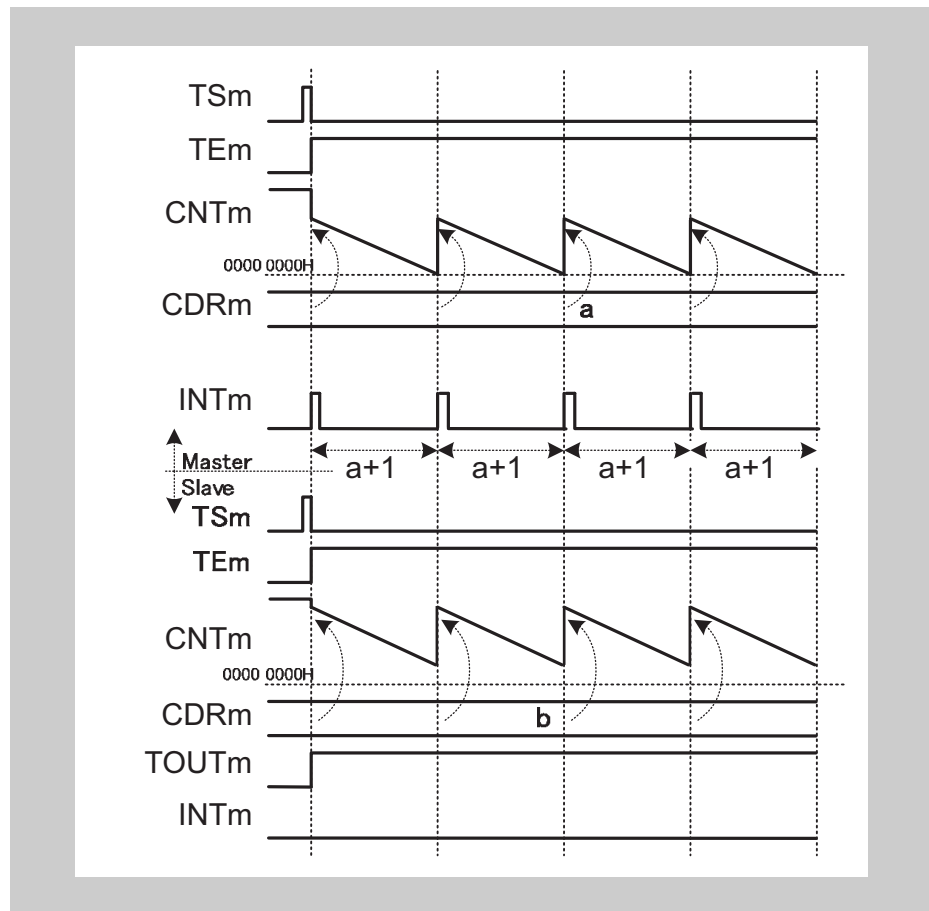 TSm
TEm
CNTm
0000 0000H
CDRm
a
INTm
a+1 a+1 a+1 a+1
Master
Slave
TSm
TEm
CNTm
0000 0000H
CDRm
b
TOUTm
INTm